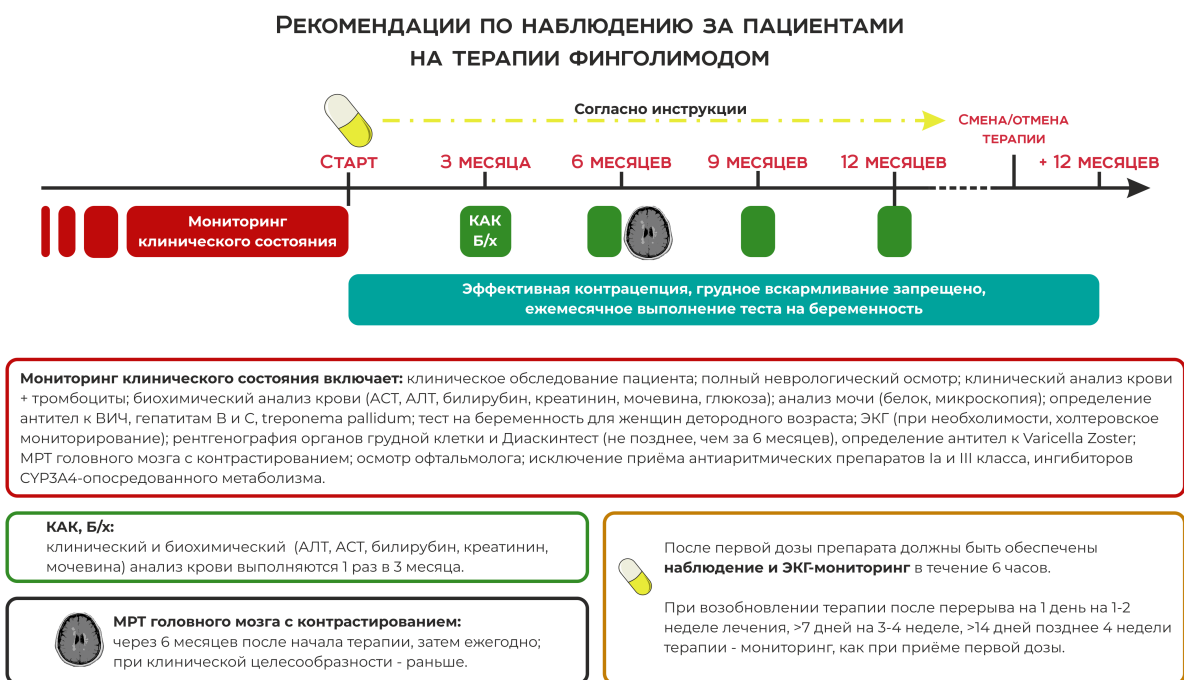 Рекомендации по наблюдению за пациентами
на терапии финголимодом
Согласно инструкции
Смена/отмена
терапии
Старт
3 месяца
6 месяцев
9 месяцев
12 месяцев
+ 12 месяцев
Мониторинг
клинического состояния
КАК
Б/х
Эффективная контрацепция, грудное вскармливание запрещено,
ежемесячное выполнение теста на беременность
Мониторинг клинического состояния включает: клиническое обследование пациента; полный неврологический осмотр; клинический анализ крови
+ тромбоциты; биохимический анализ крови (АСТ, АЛТ, билирубин, креатинин, мочевина, глюкоза); анализ мочи (белок, микроскопия); определение
антител к ВИЧ, гепатитам В и С, treponema pallidum; тест на беременность для женщин детородного возраста; ЭКГ (при необхолимости, холтеровское
мониторирование); рентгенография органов грудной клетки и Диаскинтест (не позднее, чем за 6 месяцев), определение антител к Varicella Zoster;
МРТ головного мозга с контрастированием; осмотр офтальмолога; исключение приёма антиаритмических препаратов Ia и III класса, ингибиторов
CYP3A4-опосредованного метаболизма.
КАК, Б/х:
клинический и биохимический (АЛТ, АСТ, билирубин, креатинин,
мочевина) анализ крови выполняются 1 раз в 3 месяца.
МРТ головного мозга с контрастированием:
через 6 месяцев после начала терапии, затем ежегодно;
при клинической целесообразности - раньше.
После первой дозы препарата должны быть обеспечены
наблюдение и ЭКГ-мониторинг в течение 6 часов.
При возобновлении терапии после перерыва на 1 день на 1-2
неделе лечения, >7 дней на 3-4 неделе, >14 дней позднее 4 недели
терапии - мониторинг, как при приёме первой дозы.